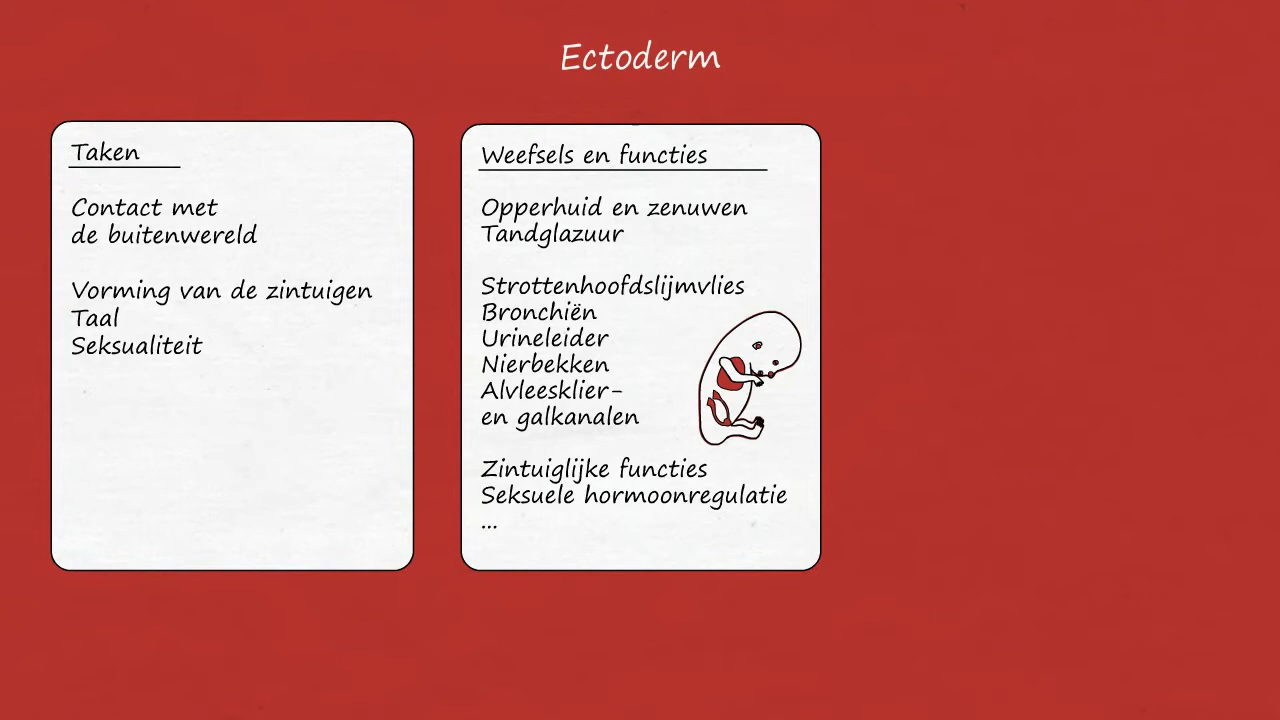 Ectoderm
Taken
Contact met
de buitenwereld
Vorming van de zintuigen
Taal
Seksualiteit
Weefsels en functies
Opperhuid en zenuwen
Tandglazuur
Strottenhoofdslijmvlies
Bronchiën
Urineleider
Nierbekken
Alvleesklier-
en galkanalen
Zintuiglijke functies
Seksuele hormoonregulatie
...